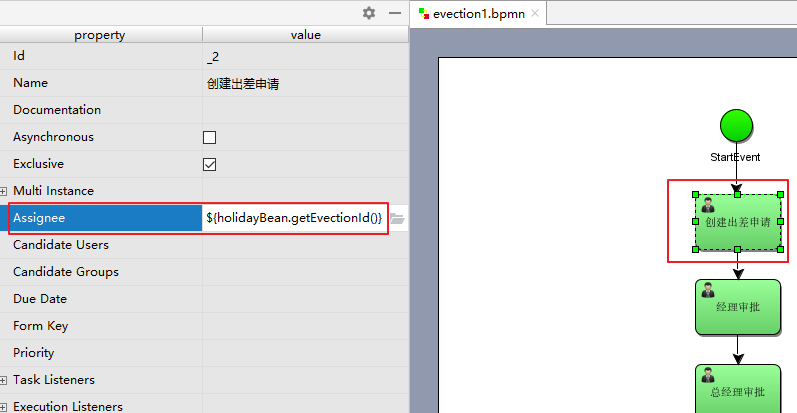 evection1.bpmn
property value
Id _2
Name 创建出差申请
Documentation
Asynchronous
Exclusive
Multi Instance
Assignee ${holidayBean.getEvectionId()}
Candidate Users
Candidate Groups
Due Date
Form Key
Priority
Task Listeners
Execution Listeners
StartEvent
创建出差申请
经理审批
总经理审批